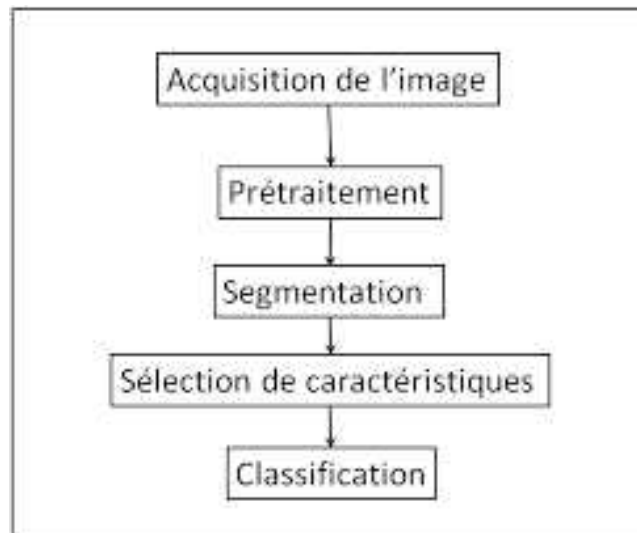 Acquisition de l'image
Prétraitement
Segmentation
Sélection de caractéristiques
Classification